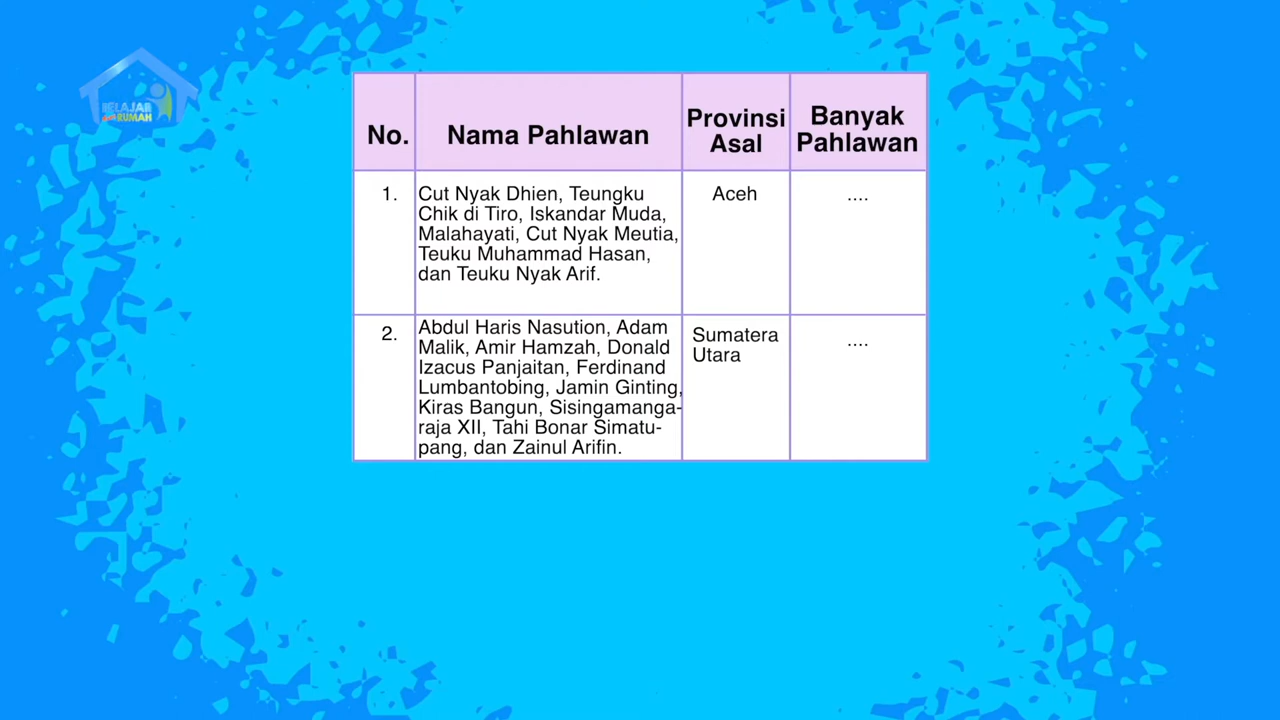 BELAJAR
dari RUMAH
No.
Nama Pahlawan
Provinsi
Asal
Banyak
Pahlawan
1.
Cut Nyak Dhien, Teungku
Chik di Tiro, Iskandar Muda,
Malahayati, Cut Nyak Meutia,
Teuku Muhammad Hasan,
dan Teuku Nyak Arif.
Aceh
....
2.
Abdul Haris Nasution, Adam
Malik, Amir Hamzah, Donald
Izacus Panjaitan, Ferdinand
Lumbantobing, Jamin Ginting,
Kiras Bangun, Sisingamanga-
raja XII, Tahi Bonar Simatu-
pang, dan Zainul Arifin.
Sumatera
Utara
....